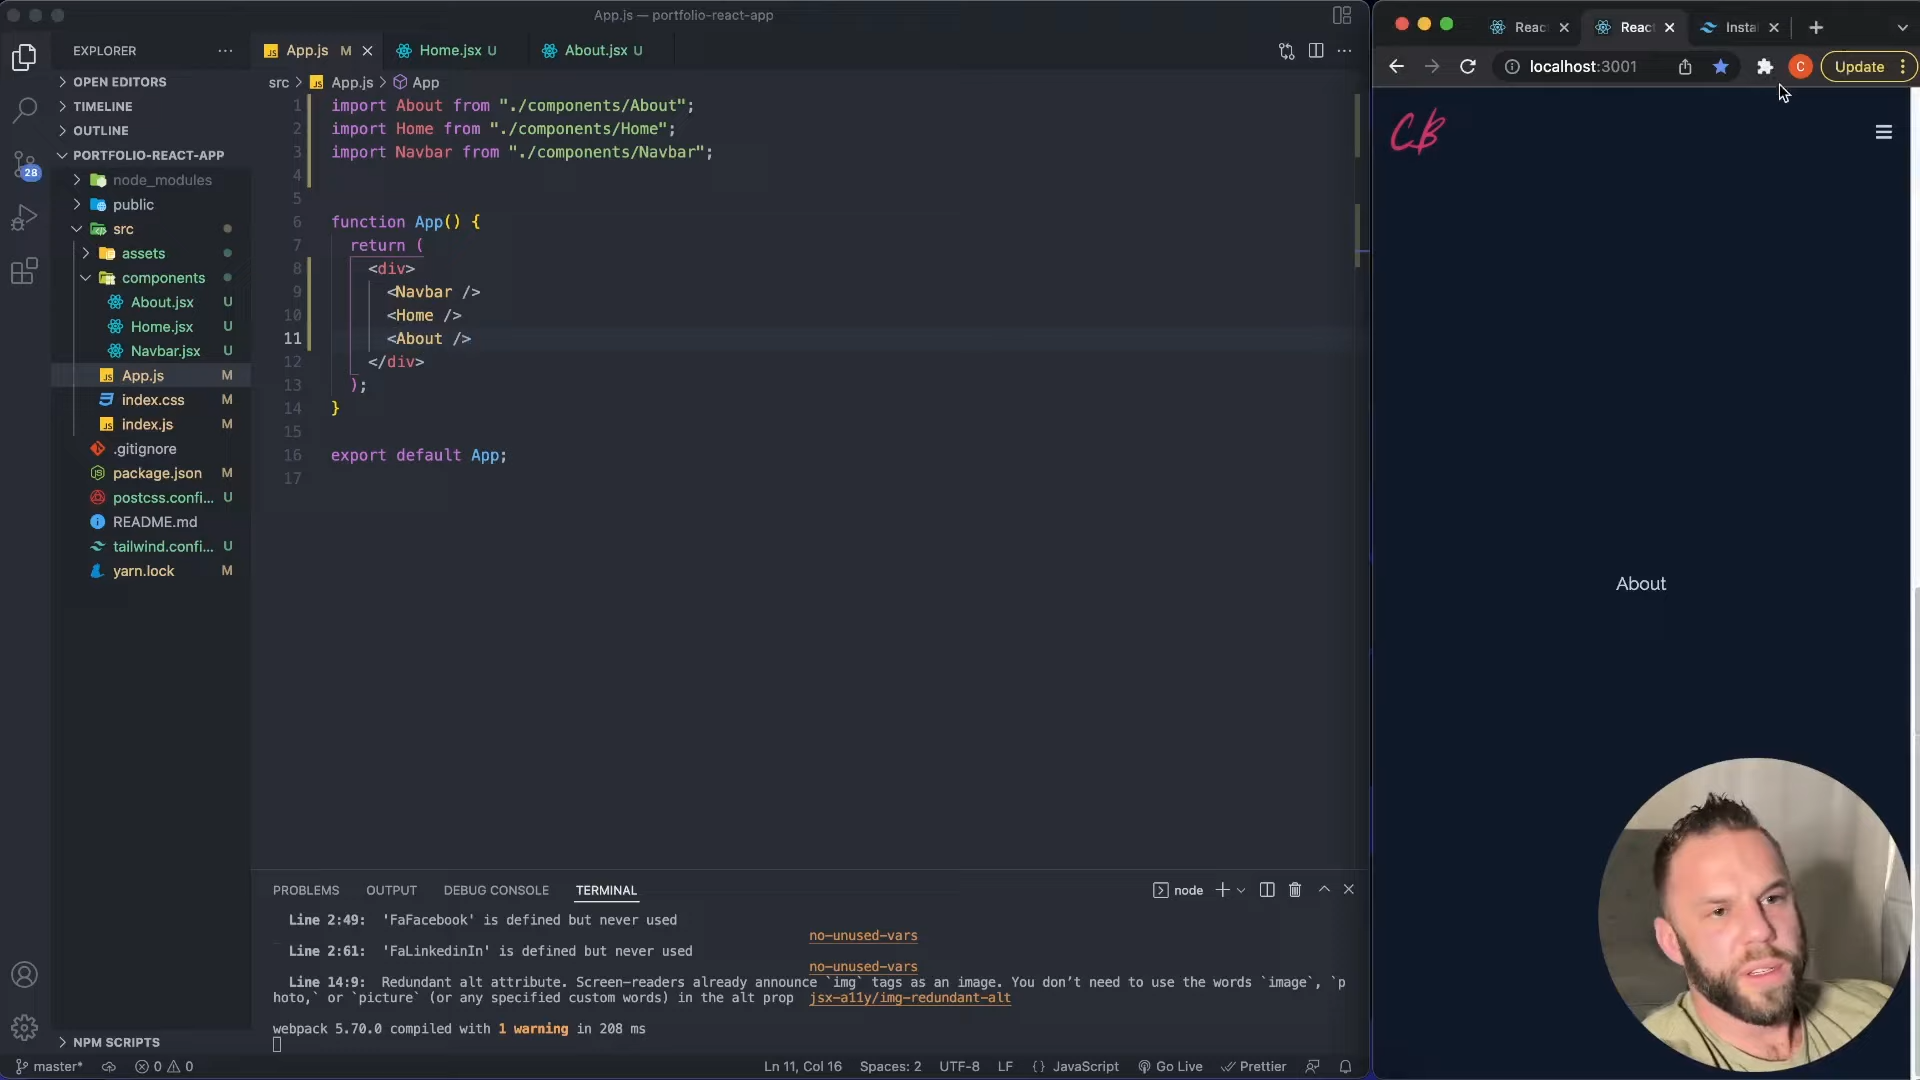 App.js — portfolio-react-app
EXPLORER
OPEN EDITORS
TIMELINE
OUTLINE
PORTFOLIO-REACT-APP
node_modules
public
src
assets
components
About.jsx U
Home.jsx U
Navbar.jsx U
App.js M
index.css M
index.js M
.gitignore
package.json M
postcss.confi... U
README.md
tailwind.confi... U
yarn.lock M
NPM SCRIPTS
28
App.js M
Home.jsx U
About.jsx U
src > App.js > App
1 import About from "./components/About";
2 import Home from "./components/Home";
3 import Navbar from "./components/Navbar";
4
5
6 function App() {
7 return (
8 <div>
9 <Navbar />
10 <Home />
11 <About />
12 </div>
13 );
14 }
15
16 export default App;
17
PROBLEMS OUTPUT DEBUG CONSOLE TERMINAL
node
Line 2:49: 'FaFacebook' is defined but never used
no-unused-vars
Line 2:61: 'FaLinkedinIn' is defined but never used
no-unused-vars
Line 14:9: Redundant alt attribute. Screen-readers already announce `img` tags as an image. You don’t need to use the words `image`, `p
hoto,` or `picture` (or any specified custom words) in the alt prop jsx-a11y/img-redundant-alt
webpack 5.70.0 compiled with 1 warning in 208 ms
master* 0 0 Ln 11, Col 16 Spaces: 2 UTF-8 LF {} JavaScript Go Live Prettier
Reac
Reac
Insta
localhost:3001
C
Update
CB
About